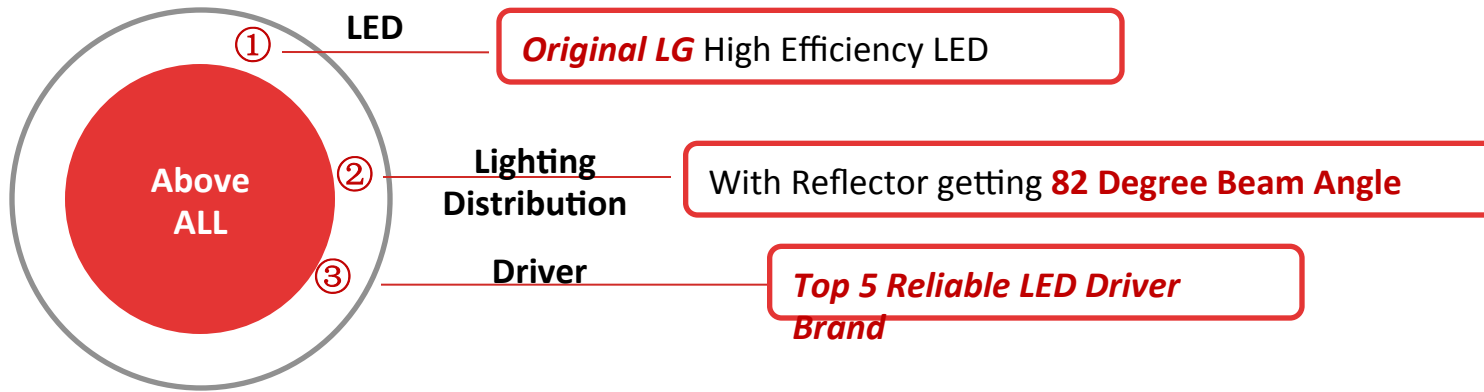 ① LED
Original LG High Efficiency LED
Above
ALL
② Lighting
Distribution
With Reflector getting 82 Degree Beam Angle
③ Driver
Top 5 Reliable LED Driver
Brand